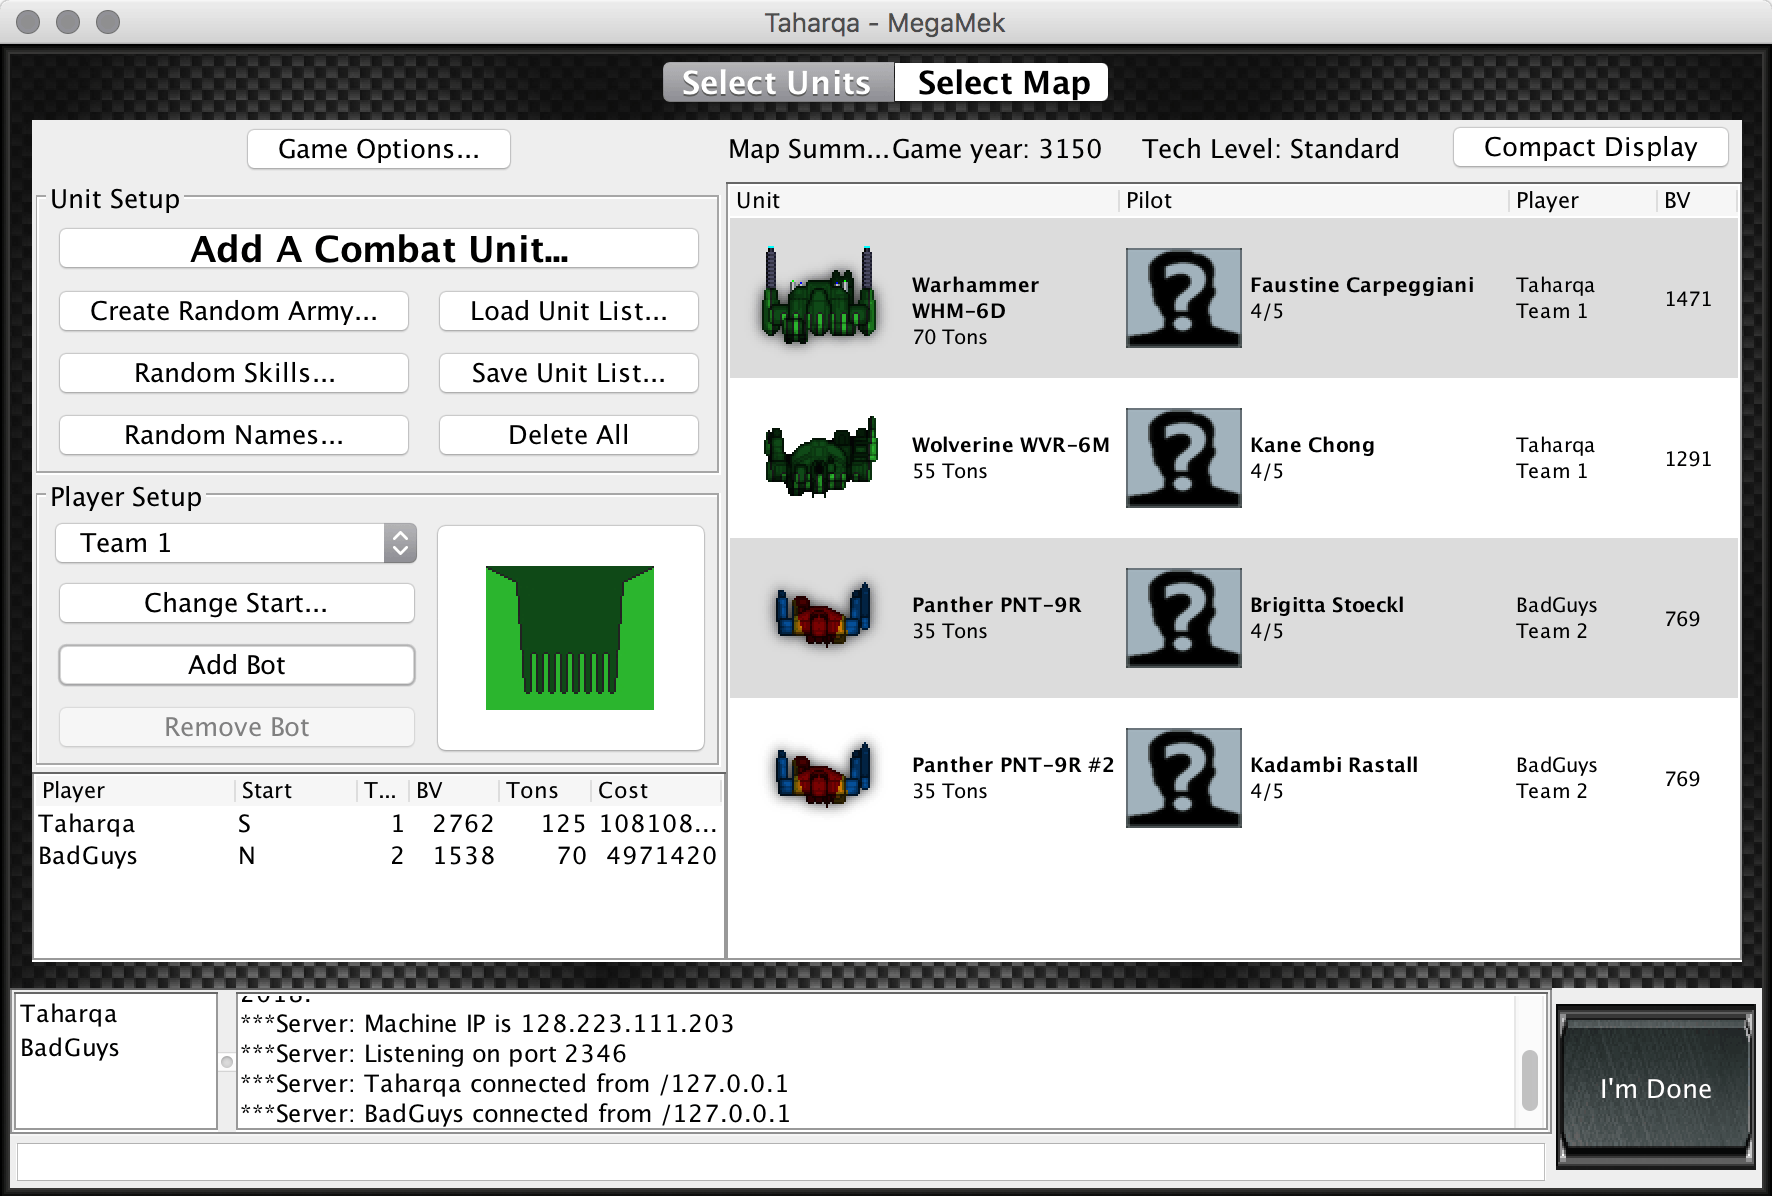 Taharqa - MegaMek
Select Units
Select Map
Game Options...
Map Summ...
Game year: 3150
Tech Level: Standard
Compact Display
Unit Setup
Add A Combat Unit...
Create Random Army...
Load Unit List...
Random Skills...
Save Unit List...
Random Names...
Delete All
Player Setup
Team 1
Change Start...
Add Bot
Remove Bot
Player Start T... BV Tons Cost
Taharqa S 1 2762 125 108108...
BadGuys N 2 1538 70 4971420
Unit Pilot Player BV
Warhammer
WHM-6D
70 Tons
Faustine Carpeggiani
4/5
Taharqa
Team 1
1471
Wolverine WVR-6M
55 Tons
Kane Chong
4/5
Taharqa
Team 1
1291
Panther PNT-9R
35 Tons
Brigitta Stoeckl
4/5
BadGuys
Team 2
769
Panther PNT-9R #2
35 Tons
Kadambi Rastall
4/5
BadGuys
Team 2
769
Taharqa
BadGuys
2018.
***Server: Machine IP is 128.223.111.203
***Server: Listening on port 2346
***Server: Taharqa connected from /127.0.0.1
***Server: BadGuys connected from /127.0.0.1
I'm Done